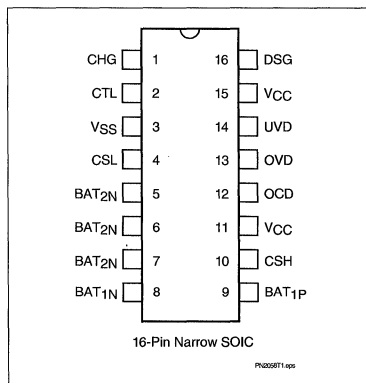 CHG 1 16 DSG
CTL 2 15 VCC
VSS 3 14 UVD
CSL 4 13 OVD
BAT2N 5 12 OCD
BAT2N 6 11 VCC
BAT2N 7 10 CSH
BAT1N 8 9 BAT1P
16-Pin Narrow SOIC
PN2058T1.eps